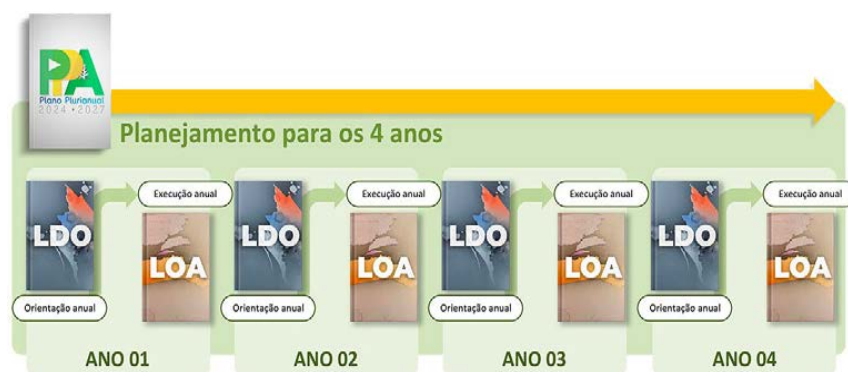 PPA
Plano Plurianual
2024 • 2027
Planejamento para os 4 anos
LDO
Orientação anual
Execução anual
LOA
ANO 01
LDO
Orientação anual
Execução anual
LOA
ANO 02
LDO
Orientação anual
Execução anual
LOA
ANO 03
LDO
Orientação anual
Execução anual
LOA
ANO 04